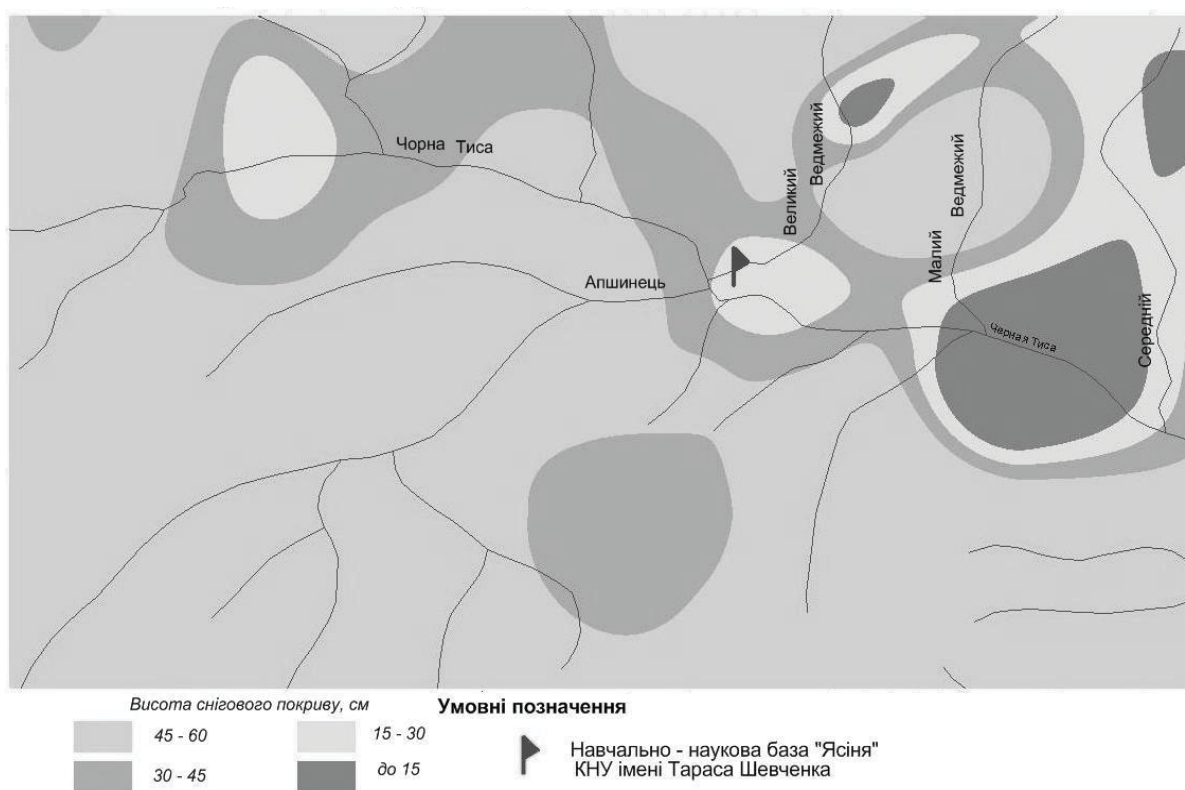 Чорна Тиса
Великий
Ведмежий
Малий
Ведмежий
Апшинець
Черная Тиса
Середній
Висота снігового покриву, см
Умовні позначення
45 - 60
15 - 30
30 - 45
до 15
Навчально - наукова база "Ясіня"
КНУ імені Тараса Шевченка